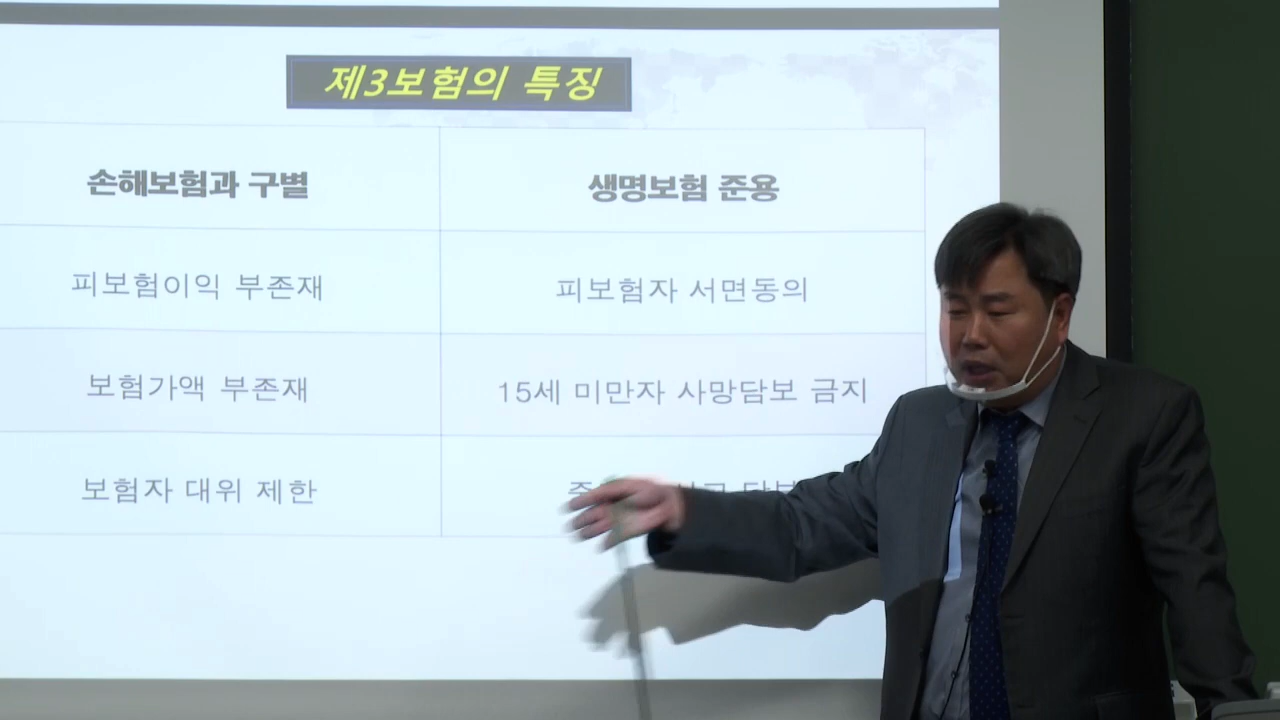 제3보험의 특징
손해보험과 구별
생명보험 준용
피보험이익 부존재
피보험자 서면동의
보험가액 부존재
15세 미만자 사망담보 금지
보험자 대위 제한